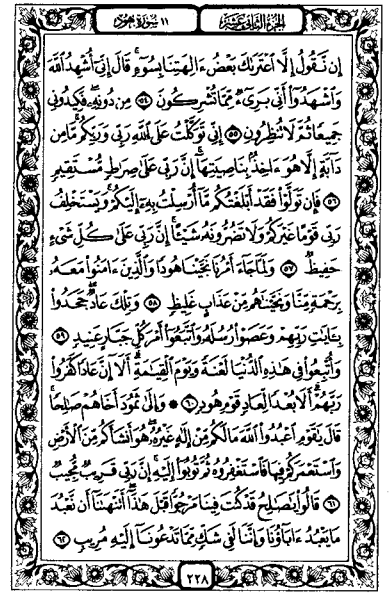 الجزء الثاني عشر ١١ سورة هود
إِن نَّقُولُ إِلَّا ٱعْتَرَىٰكَ بَعْضُ ءَالِهَتِنَا بِسُوٓءٍ ۗ قَالَ إِنِّىٓ أُشْهِدُ ٱللَّهَ
وَٱشْهَدُوٓا۟ أَنِّى بَرِىٓءٌ مِّمَّا تُشْرِكُونَ ٥٤ مِن دُونِهِۦ ۖ فَكِيدُونِى
جَمِيعًا ثُمَّ لَا تُنظِرُونِ ٥٥ إِنِّى تَوَكَّلْتُ عَلَى ٱللَّهِ رَبِّى وَرَبِّكُم ۚ مَّا مِن
دَآبَّةٍ إِلَّا هُوَ ءَاخِذٌۢ بِنَاصِيَتِهَآ ۚ إِنَّ رَبِّى عَلَىٰ صِرَٰطٍ مُّسْتَقِيمٍ
٥٦ فَإِن تَوَلَّوْا۟ فَقَدْ أَبْلَغْتُكُم مَّآ أُرْسِلْتُ بِهِۦٓ إِلَيْكُمْ ۚ وَيَسْتَخْلِفُ
رَبِّى قَوْمًا غَيْرَكُمْ وَلَا تَضُرُّونَهُۥ شَيْـًٔا ۚ إِنَّ رَبِّى عَلَىٰ كُلِّ شَىْءٍ
حَفِيظٌ ٥٧ وَلَمَّا جَآءَ أَمْرُنَا نَجَّيْنَا هُودًا وَٱلَّذِينَ ءَامَنُوا۟ مَعَهُۥ
بِرَحْمَةٍ مِّنَّا وَنَجَّيْنَٰهُم مِّنْ عَذَابٍ غَلِيظٍ ٥٨ وَتِلْكَ عَادٌ ۖ جَحَدُوا۟
بِـَٔايَٰتِ رَبِّهِمْ وَعَصَوْا۟ رُسُلَهُۥ وَٱتَّبَعُوٓا۟ أَمْرَ كُلِّ جَبَّارٍ عَنِيدٍ ٥٩
وَأُتْبِعُوا۟ فِى هَٰذِهِ ٱلدُّنْيَا لَعْنَةً وَيَوْمَ ٱلْقِيَٰمَةِ ۗ أَلَآ إِنَّ عَادًا كَفَرُوا۟
رَبَّهُمْ ۗ أَلَا بُعْدًا لِّعَادٍ قَوْمِ هُودٍ ٦٠ ۞ وَإِلَىٰ ثَمُودَ أَخَاهُمْ صَٰلِحًا ۚ
قَالَ يَٰقَوْمِ ٱعْبُدُوا۟ ٱللَّهَ مَا لَكُم مِّنْ إِلَٰهٍ غَيْرُهُۥ ۖ هُوَ أَنشَأَكُم مِّنَ ٱلْأَرْضِ
وَٱسْتَعْمَرَكُمْ فِيهَا فَٱسْتَغْفِرُوهُ ثُمَّ تُوبُوٓا۟ إِلَيْهِ ۚ إِنَّ رَبِّى قَرِيبٌ مُّجِيبٌ
٦١ قَالُوا۟ يَٰصَٰلِحُ قَدْ كُنتَ فِينَا مَرْجُوًّا قَبْلَ هَٰذَآ ۖ أَتَنْهَىٰنَآ أَن نَّعْبُدَ
مَا يَعْبُدُ ءَابَآؤُنَا وَإِنَّنَا لَفِى شَكٍّ مِّمَّا تَدْعُونَآ إِلَيْهِ مُرِيبٍ ٦٢
٢٢٨